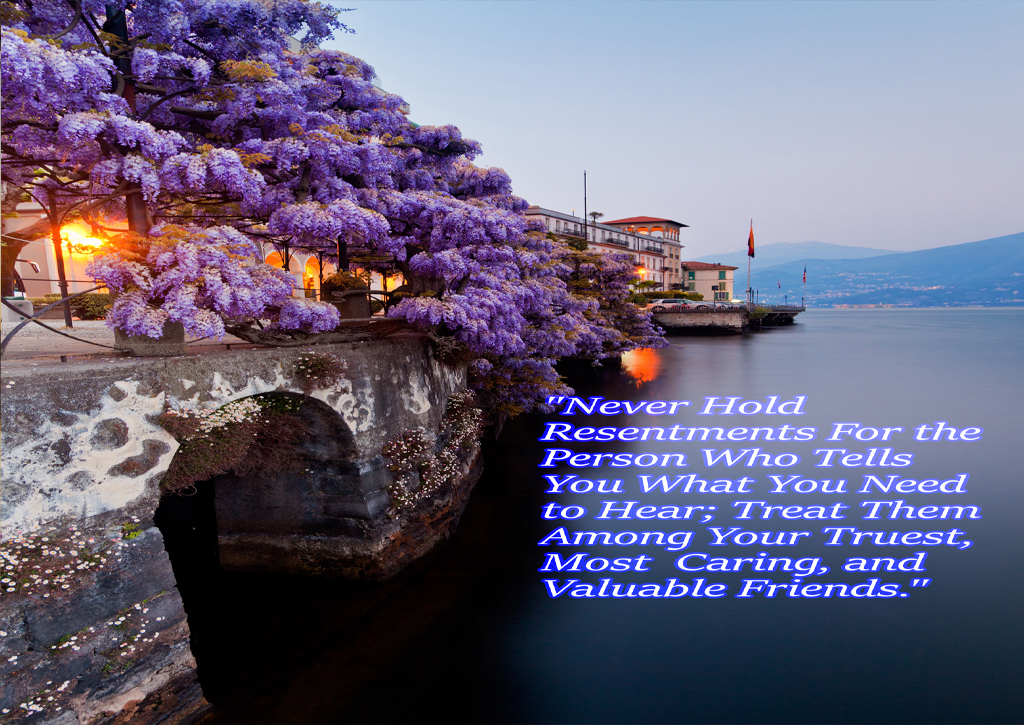 "Never Hold
Resentments For the
Person Who Tells
You What You Need
to Hear; Treat Them
Among Your Truest,
Most  Caring, and
Valuable Friends."